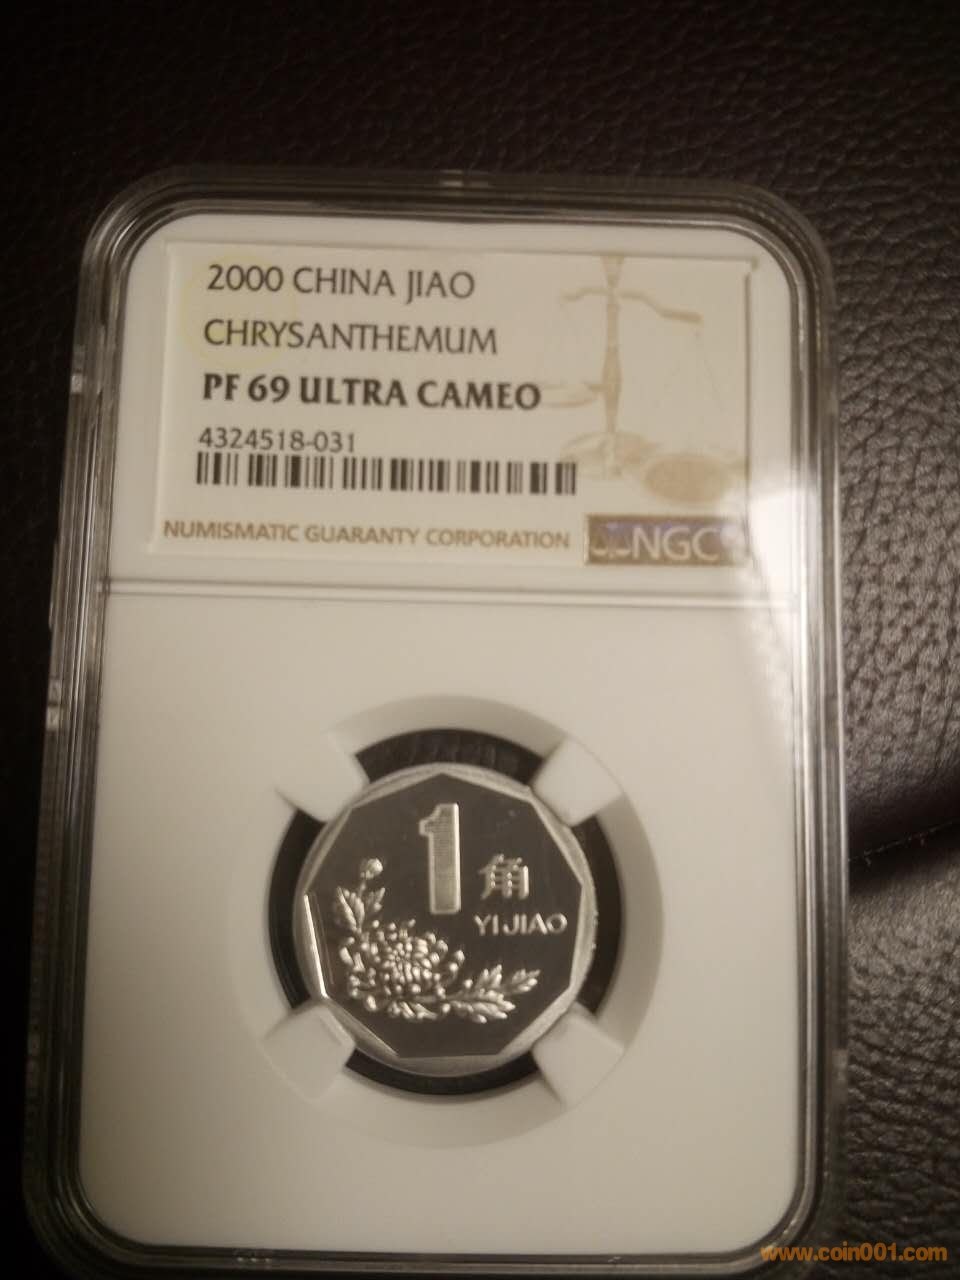 2000 CHINA JIAO
CHRYSANTHEMUM
PF 69 ULTRA CAMEO
4324518-031
NUMISMATIC GUARANTY CORPORATION
NGC
1角
YI JIAO
www.coin001.com